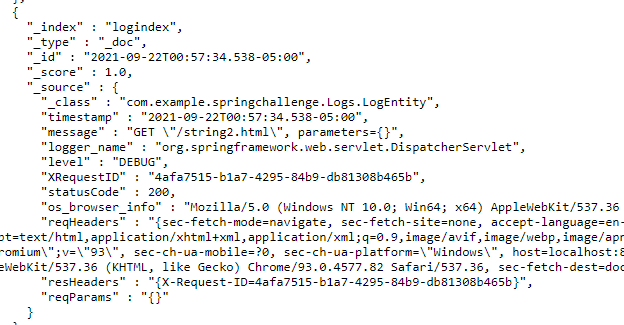 },
{
"_index" : "logindex",
"_type" : "_doc",
"_id" : "2021-09-22T00:57:34.538-05:00",
"_score" : 1.0,
"_source" : {
"_class" : "com.example.springchallenge.Logs.LogEntity",
"timestamp" : "2021-09-22T00:57:34.538-05:00",
"message" : "GET \"/string2.html\", parameters={}",
"logger_name" : "org.springframework.web.servlet.DispatcherServlet",
"level" : "DEBUG",
"XRequestID" : "4afa7515-b1a7-4295-84b9-db81308b465b",
"statusCode" : 200,
"os_browser_info" : "Mozilla/5.0 (Windows NT 10.0; Win64; x64) AppleWebKit/537.36
"reqHeaders" : "{sec-fetch-mode=navigate, sec-fetch-site=none, accept-language=en-
pt=text/html,application/xhtml+xml,application/xml;q=0.9,image/avif,image/webp,image/apn
romium\";v=\"93\", sec-ch-ua-mobile=?0, sec-ch-ua-platform=\"Windows\", host=localhost:8
eWebKit/537.36 (KHTML, like Gecko) Chrome/93.0.4577.82 Safari/537.36, sec-fetch-dest=doc
"resHeaders" : "{X-Request-ID=4afa7515-b1a7-4295-84b9-db81308b465b}",
"reqParams" : "{}"
}